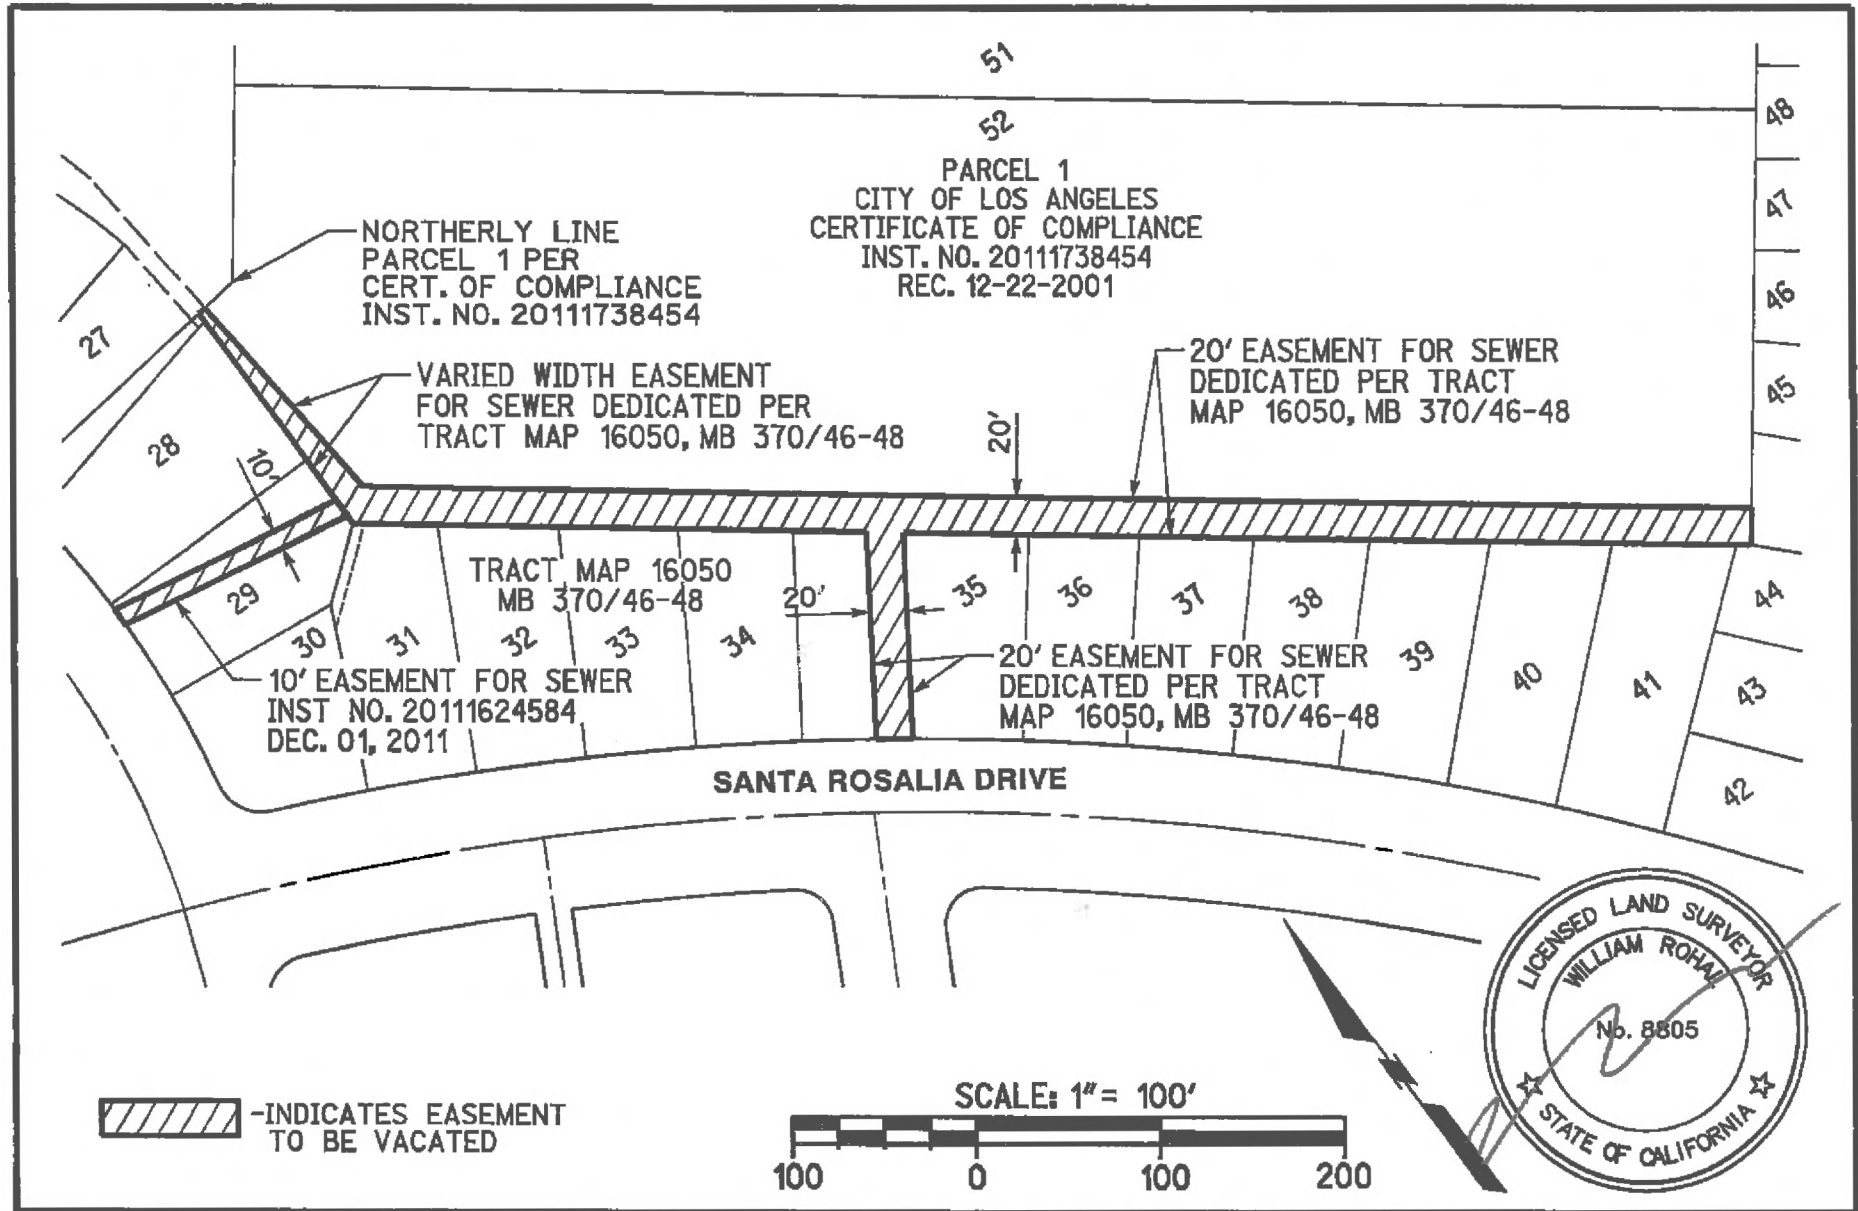 51
52
PARCEL 1
CITY OF LOS ANGELES
CERTIFICATE OF COMPLIANCE
INST. NO. 20111738454
REC. 12-22-2001
48
47
46
45
NORTHERLY LINE
PARCEL 1 PER
CERT. OF COMPLIANCE
INST. NO. 20111738454
27
VARIED WIDTH EASEMENT
FOR SEWER DEDICATED PER
TRACT MAP 16050, MB 370/46-48
20' EASEMENT FOR SEWER
DEDICATED PER TRACT
MAP 16050, MB 370/46-48
20'
28
10'
TRACT MAP 16050
MB 370/46-48
20'
29
30
31
32
33
34
35
36
37
38
39
40
41
44
43
42
10' EASEMENT FOR SEWER
INST NO. 20111624584
DEC. 01, 2011
20' EASEMENT FOR SEWER
DEDICATED PER TRACT
MAP 16050, MB 370/46-48
SANTA ROSALIA DRIVE
LICENSED LAND SURVEYOR
WILLIAM
No. 8805
STATE OF CALIFORNIA
-INDICATES EASEMENT
TO BE VACATED
SCALE: 1" = 100'
100 0 100 200